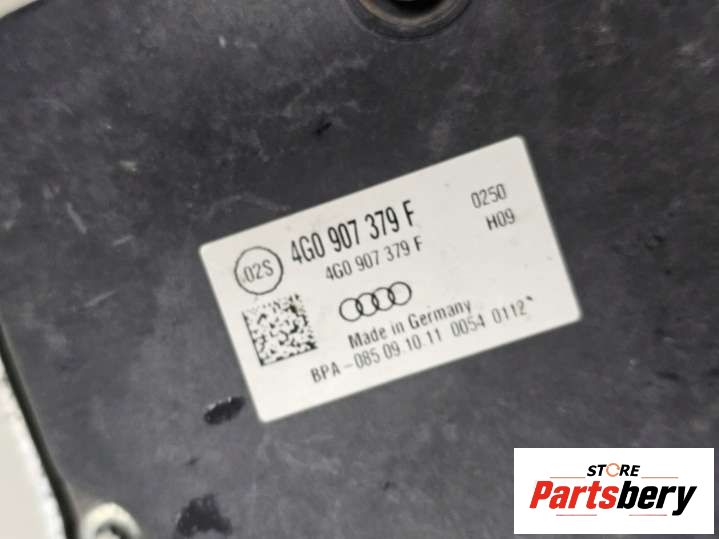 02S
4G0 907 379 F
0250
4G0 907 379 F
H09
Made in Germany
BPA -085 09.10.11 0054 0112*
STORE
Partsbery